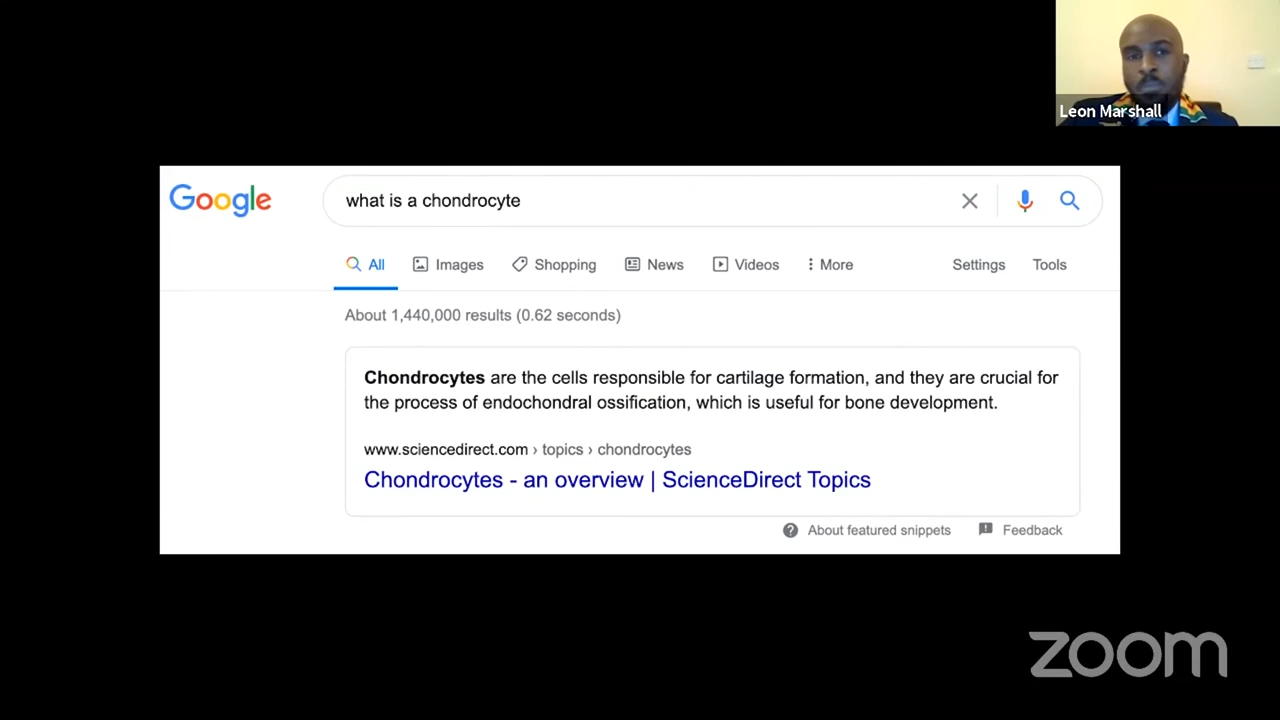 Leon Marshall
Google
what is a chondrocyte
All Images Shopping News Videos More Settings Tools
About 1,440,000 results (0.62 seconds)
Chondrocytes are the cells responsible for cartilage formation, and they are crucial for
the process of endochondral ossification, which is useful for bone development.
www.sciencedirect.com › topics › chondrocytes
Chondrocytes - an overview | ScienceDirect Topics
About featured snippets Feedback
zoom